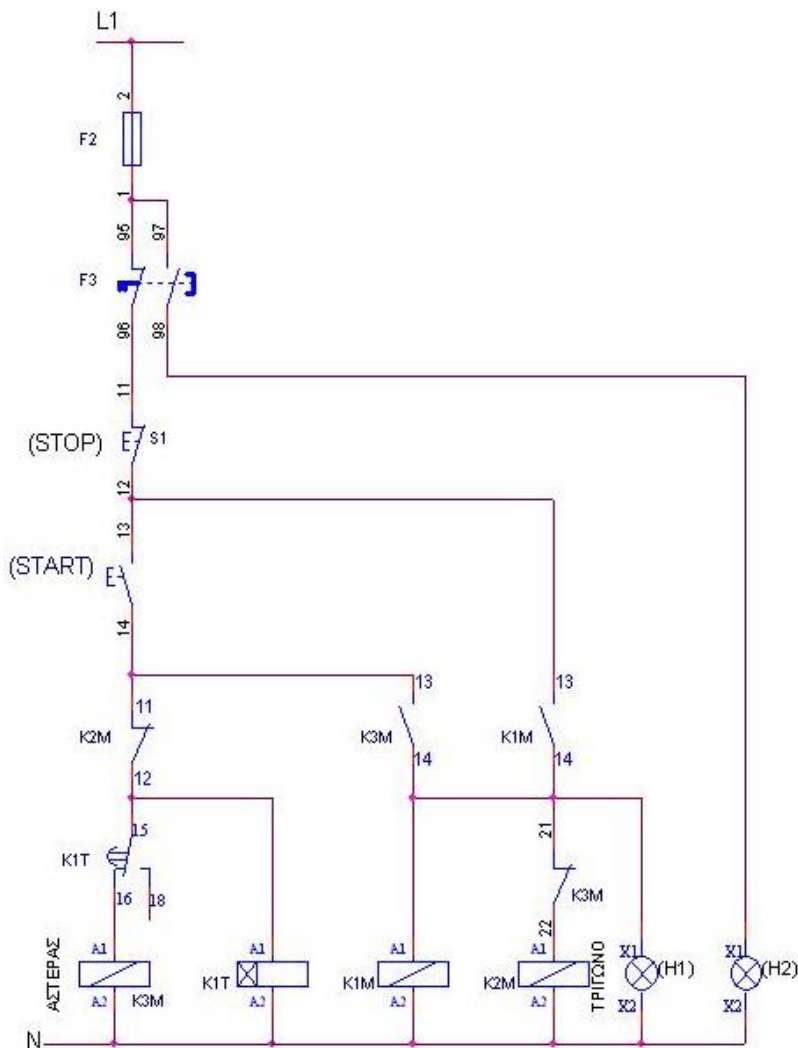 L1
2
F2
1
95 97
F3
96 98
11
(STOP) S1
12
13
(START)
14
11 13 13
K2M K3M K1M
12 14 14
15 21
K1T K3M
16 18 22
ΑΣΤΕΡΑΣ A1 A1 A1 A1 ΤΡΙΓΩΝΟ X1 X1
K3M K1T K1M K2M (H1) (H2)
A2 A2 A2 A2 X2 X2
N